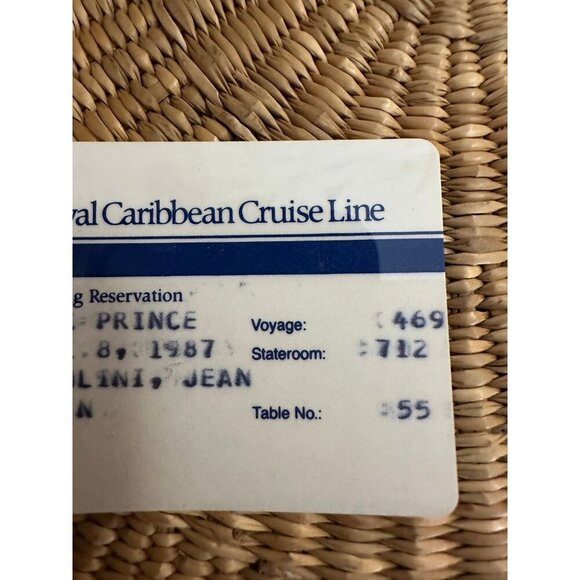 yal Caribbean Cruise Line
g Reservation
PRINCE Voyage: 469
8, 1987 Stateroom: 712
LINI, JEAN
N Table No.: 55